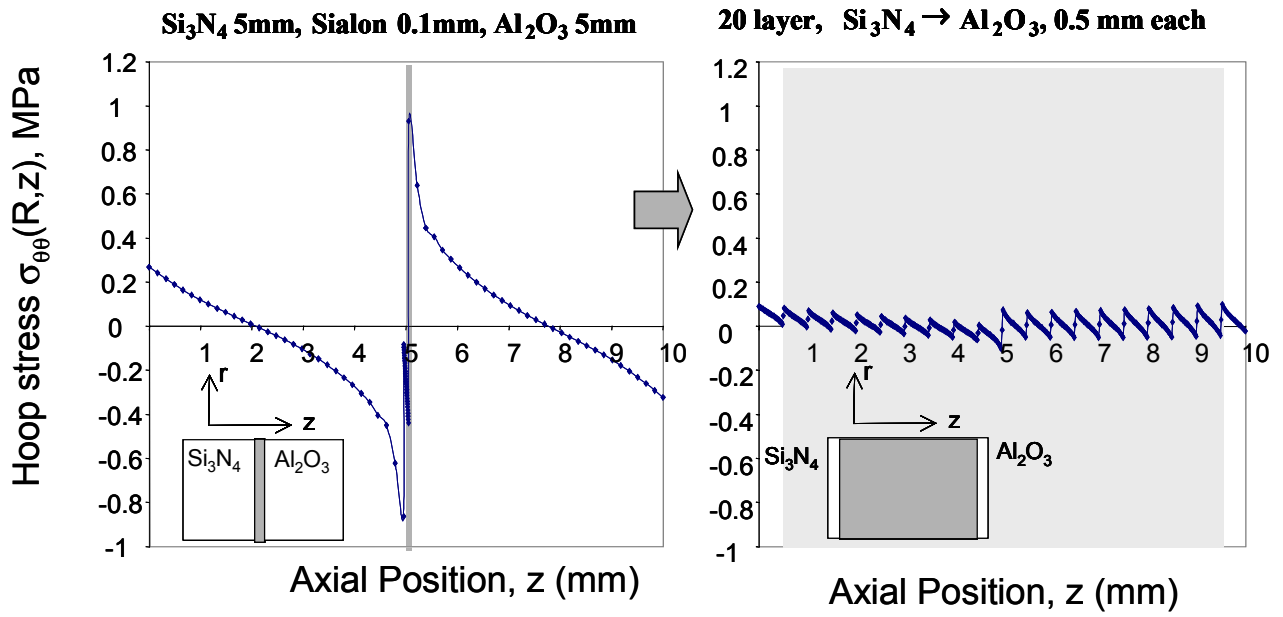 Si3N4 5mm, Sialon 0.1mm, Al2O3 5mm
Hoop stress σθθ(R,z), MPa
1.2
1
0.8
0.6
0.4
0.2
0
-0.2
-0.4
-0.6
-0.8
-1
1 2 3 4 5 6 7 8 9 10
r
z
Si3N4
Al2O3
Axial Position, z (mm)
20 layer, Si3N4 → Al2O3, 0.5 mm each
1.2
1
0.8
0.6
0.4
0.2
0
-0.2
-0.4
-0.6
-0.8
-1
1 2 3 4 5 6 7 8 9 10
r
z
Si3N4
Al2O3
Axial Position, z (mm)